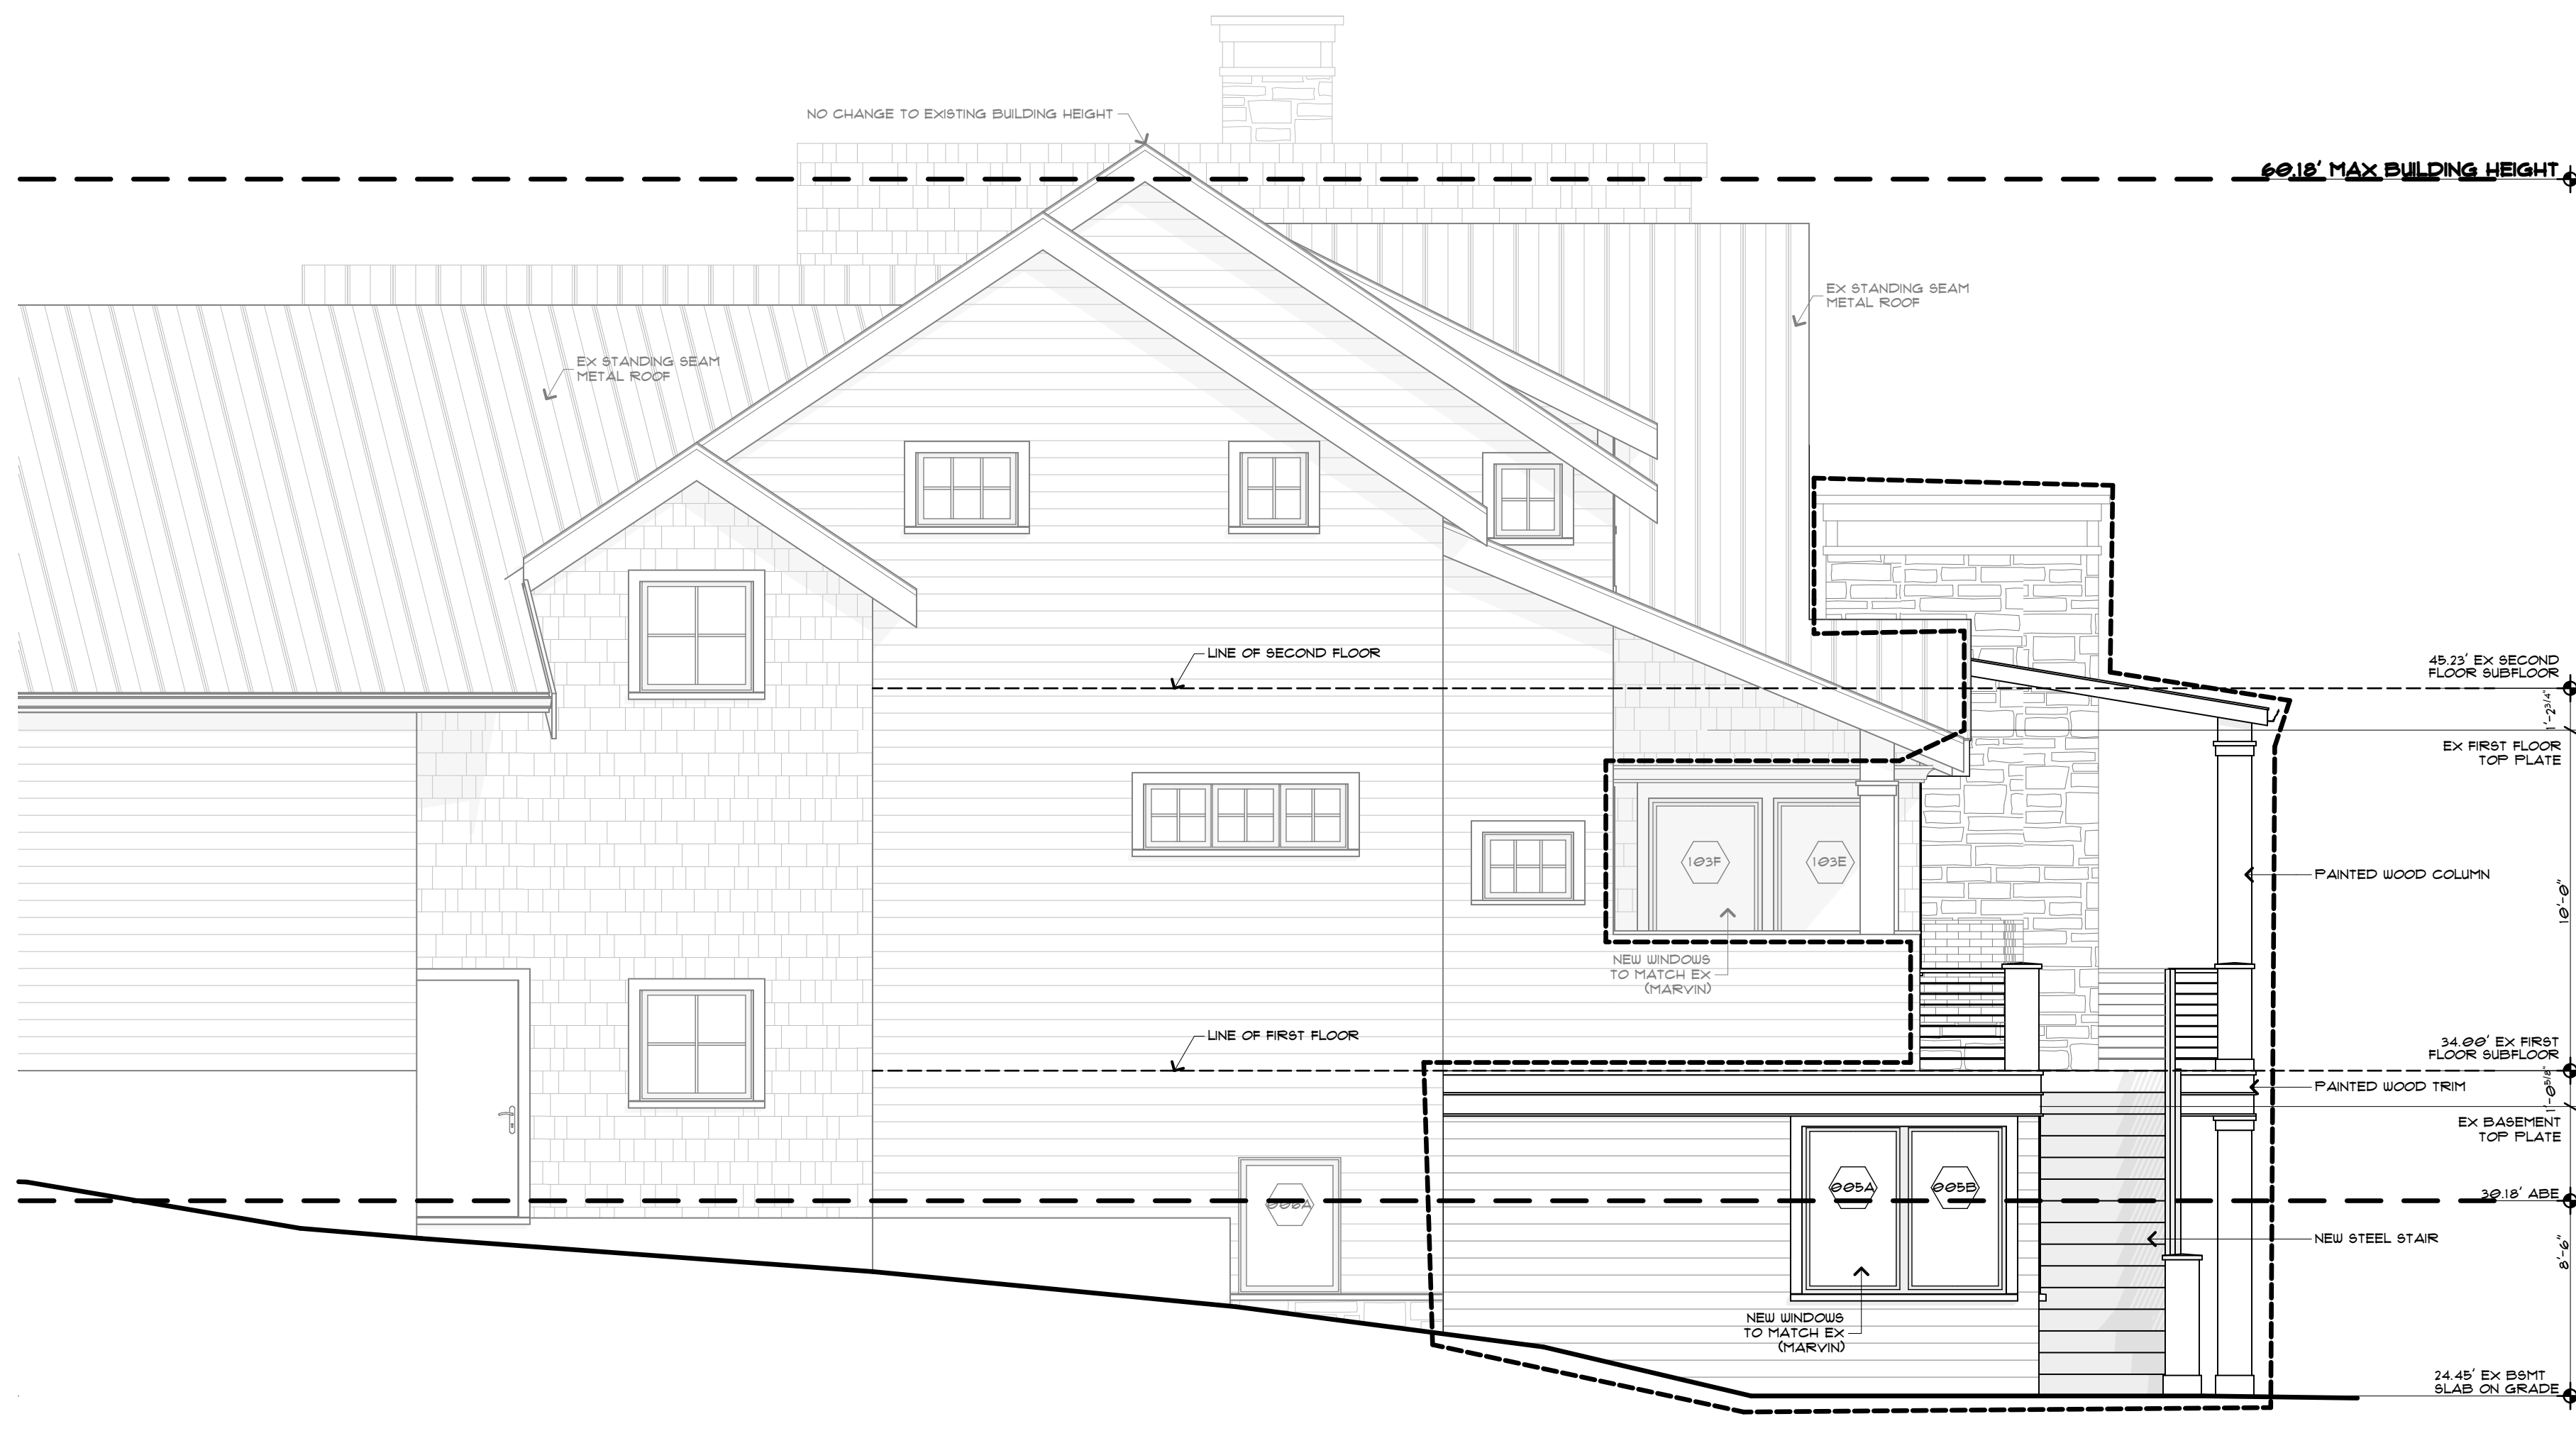 NO CHANGE TO EXISTING BUILDING HEIGHT
60.18' MAX BUILDING HEIGHT
EX STANDING SEAM
METAL ROOF
EX STANDING SEAM
METAL ROOF
LINE OF SECOND FLOOR
45.23' EX SECOND
FLOOR SUBFLOOR
1'-2 3/4"
EX FIRST FLOOR
TOP PLATE
103F
103E
PAINTED WOOD COLUMN
10'-0"
NEW WINDOWS
TO MATCH EX
(MARVIN)
LINE OF FIRST FLOOR
34.00' EX FIRST
FLOOR SUBFLOOR
PAINTED WOOD TRIM
1'-0 5/8"
EX BASEMENT
TOP PLATE
005A
005B
30.18' ABE
NEW STEEL STAIR
8'-6"
NEW WINDOWS
TO MATCH EX
(MARVIN)
24.45' EX BSMT
SLAB ON GRADE